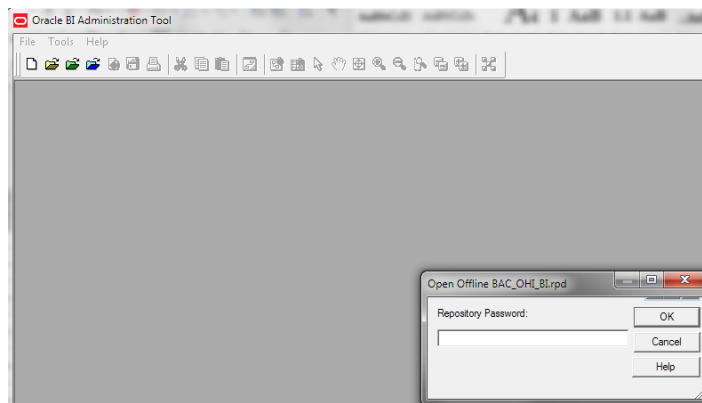 Oracle BI Administration Tool
File Tools Help
Open Offline BAC_OHI_BI.rpd
Repository Password:
OK
Cancel
Help